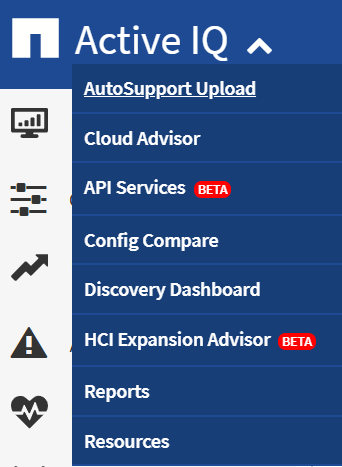 Active IQ
AutoSupport Upload
Cloud Advisor
API Services BETA
Config Compare
Discovery Dashboard
HCI Expansion Advisor BETA
Reports
Resources